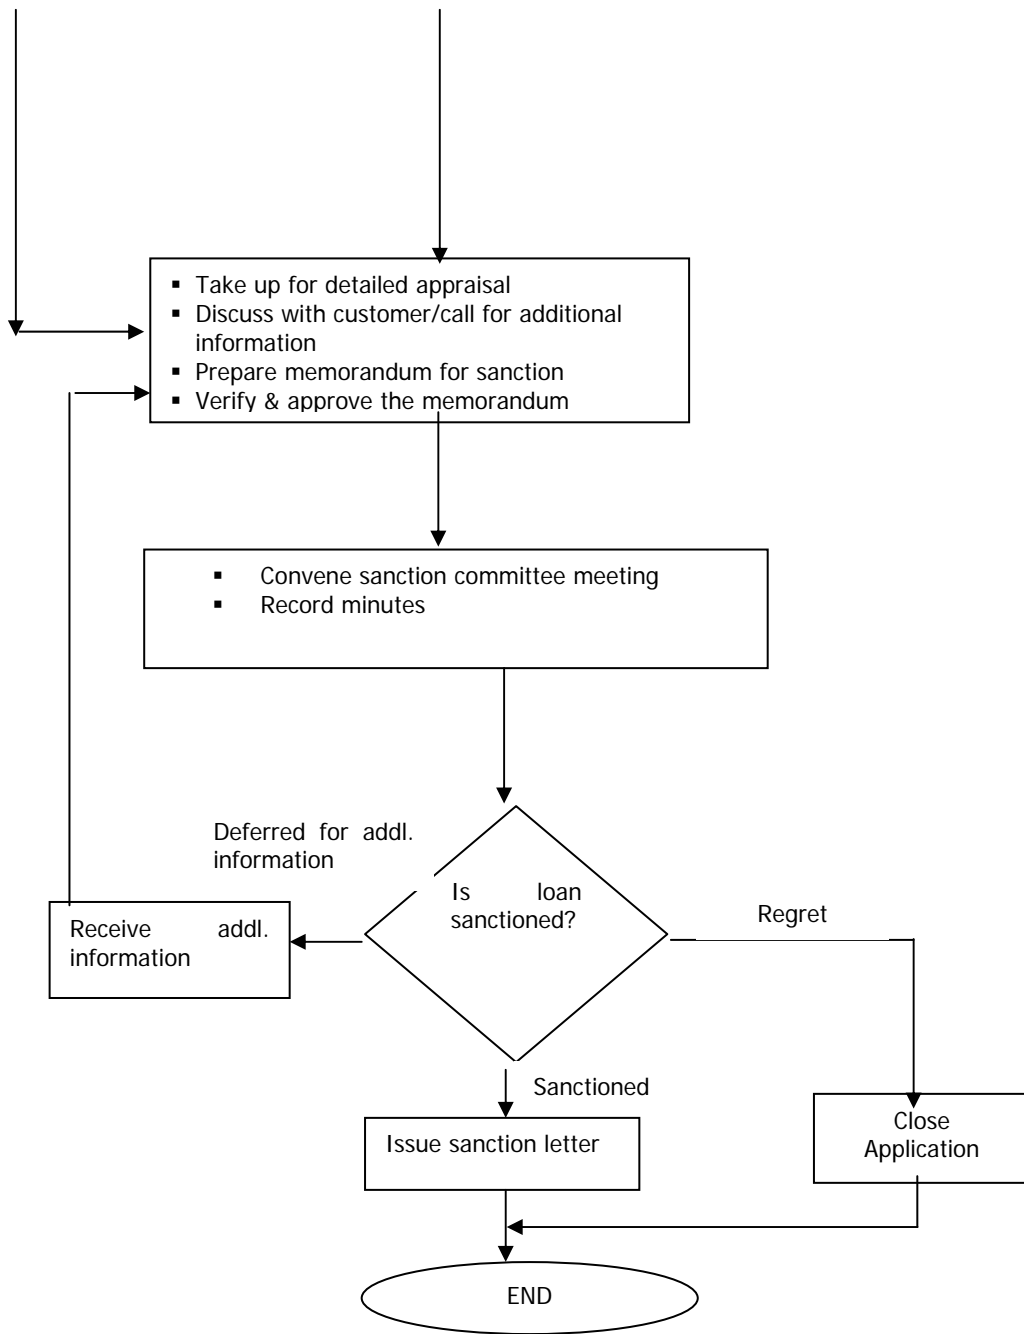 ▪ Take up for detailed appraisal
▪ Discuss with customer/call for additional
information
▪ Prepare memorandum for sanction
▪ Verify & approve the memorandum
▪ Convene sanction committee meeting
▪ Record minutes
Deferred for addl.
information
Is loan
sanctioned?
Regret
Receive addl.
information
Sanctioned
Issue sanction letter
Close
Application
END